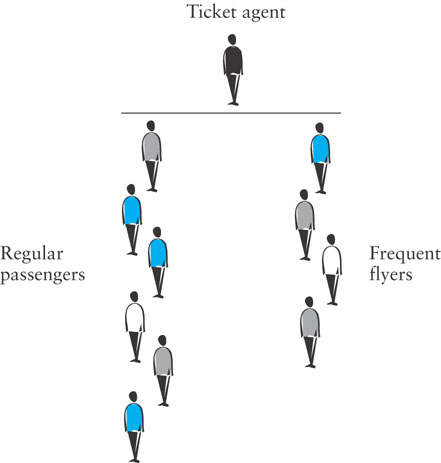 Ticket agent
Regular
passengers
Frequent
flyers